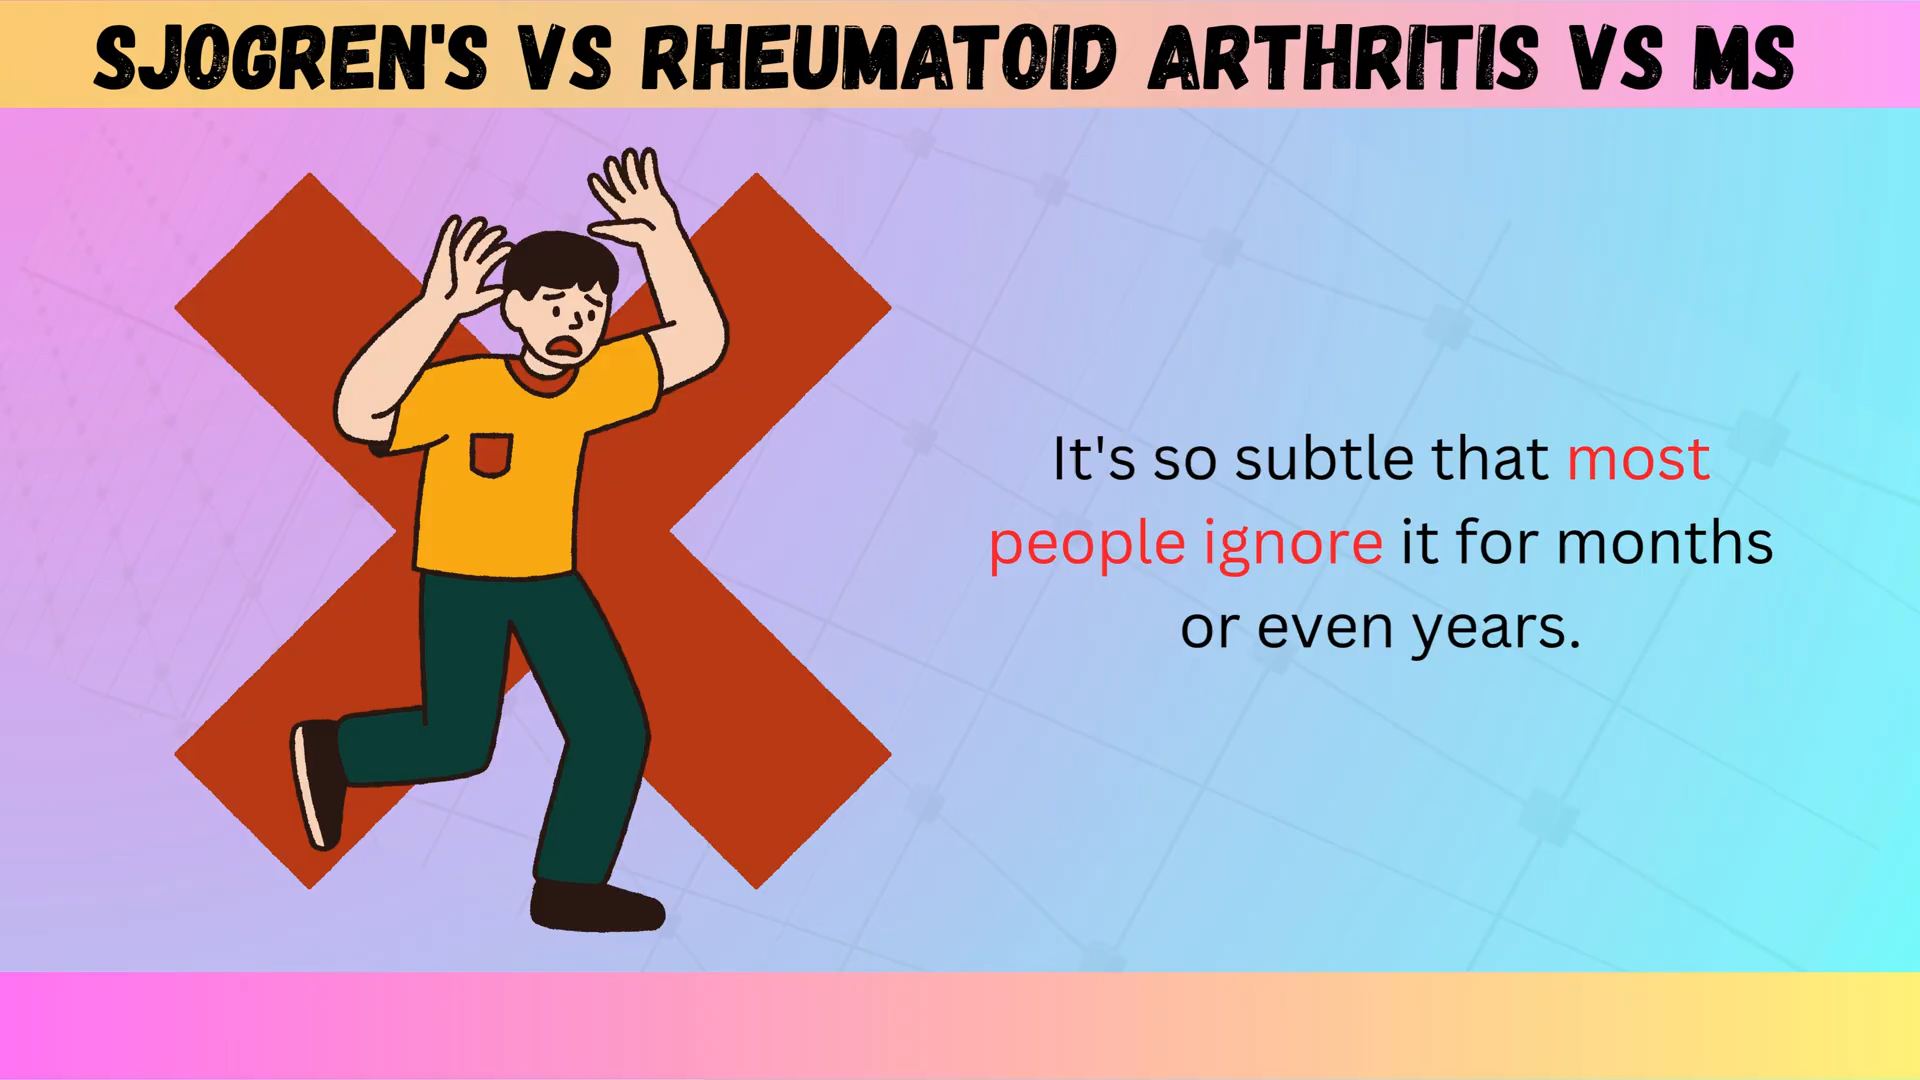 SJOGREN'S VS RHEUMATOID ARTHRITIS VS MS
It's so subtle that most
people ignore it for months
or even years.